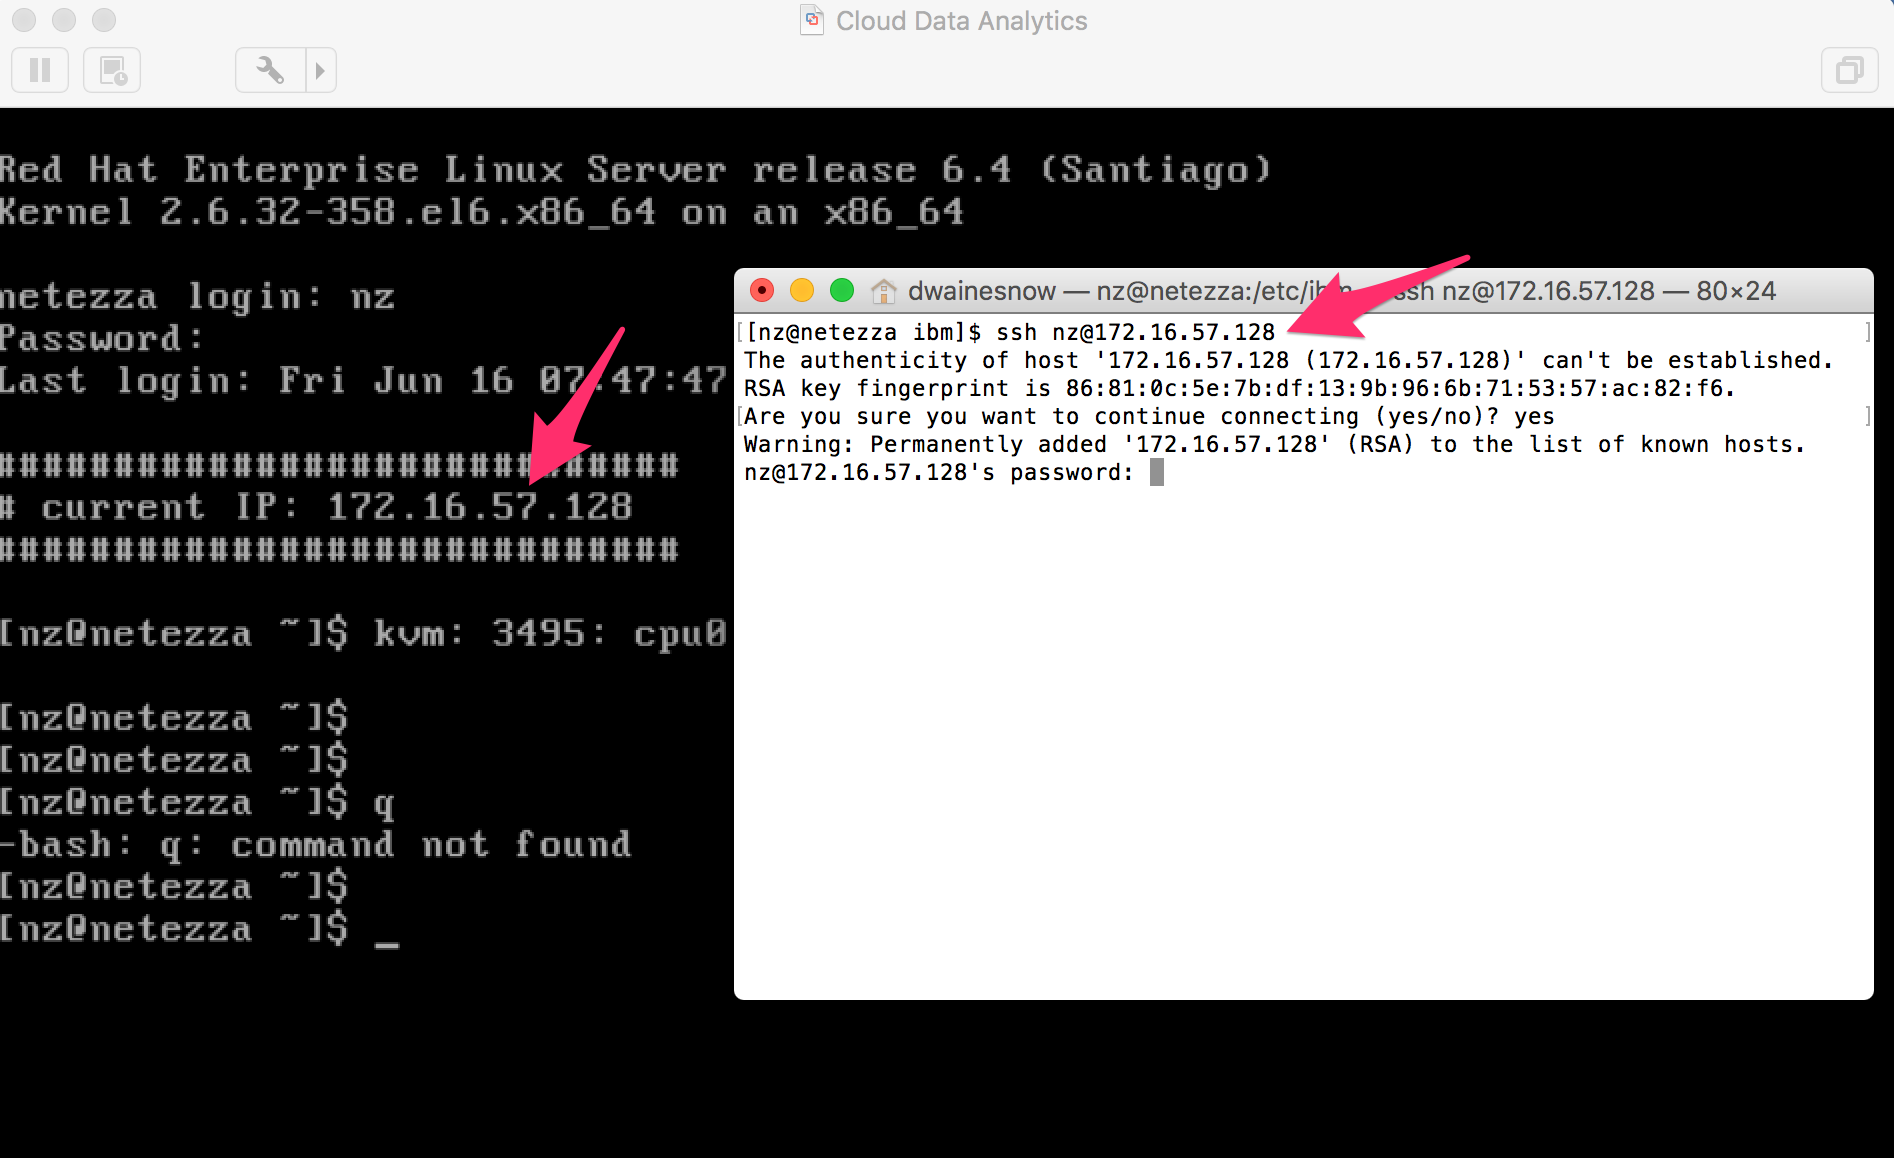 Cloud Data Analytics
Red Hat Enterprise Linux Server release 6.4 (Santiago)
Kernel 2.6.32-358.el6.x86_64 on an x86_64
netezza login: nz
Password:
Last login: Fri Jun 16 07:47:47
#############################
# current IP: 172.16.57.128
#############################
[nz@netezza ~]$ kvm: 3495: cpu0
[nz@netezza ~]$
[nz@netezza ~]$
[nz@netezza ~]$ q
-bash: q: command not found
[nz@netezza ~]$
[nz@netezza ~]$ _
dwainesnow — nz@netezza:/etc/ibm — ssh nz@172.16.57.128 — 80×24
[[nz@netezza ibm]$ ssh nz@172.16.57.128 ]
The authenticity of host '172.16.57.128 (172.16.57.128)' can't be established.
RSA key fingerprint is 86:81:0c:5e:7b:df:13:9b:96:6b:71:53:57:ac:82:f6.
[Are you sure you want to continue connecting (yes/no)? yes ]
Warning: Permanently added '172.16.57.128' (RSA) to the list of known hosts.
nz@172.16.57.128's password: